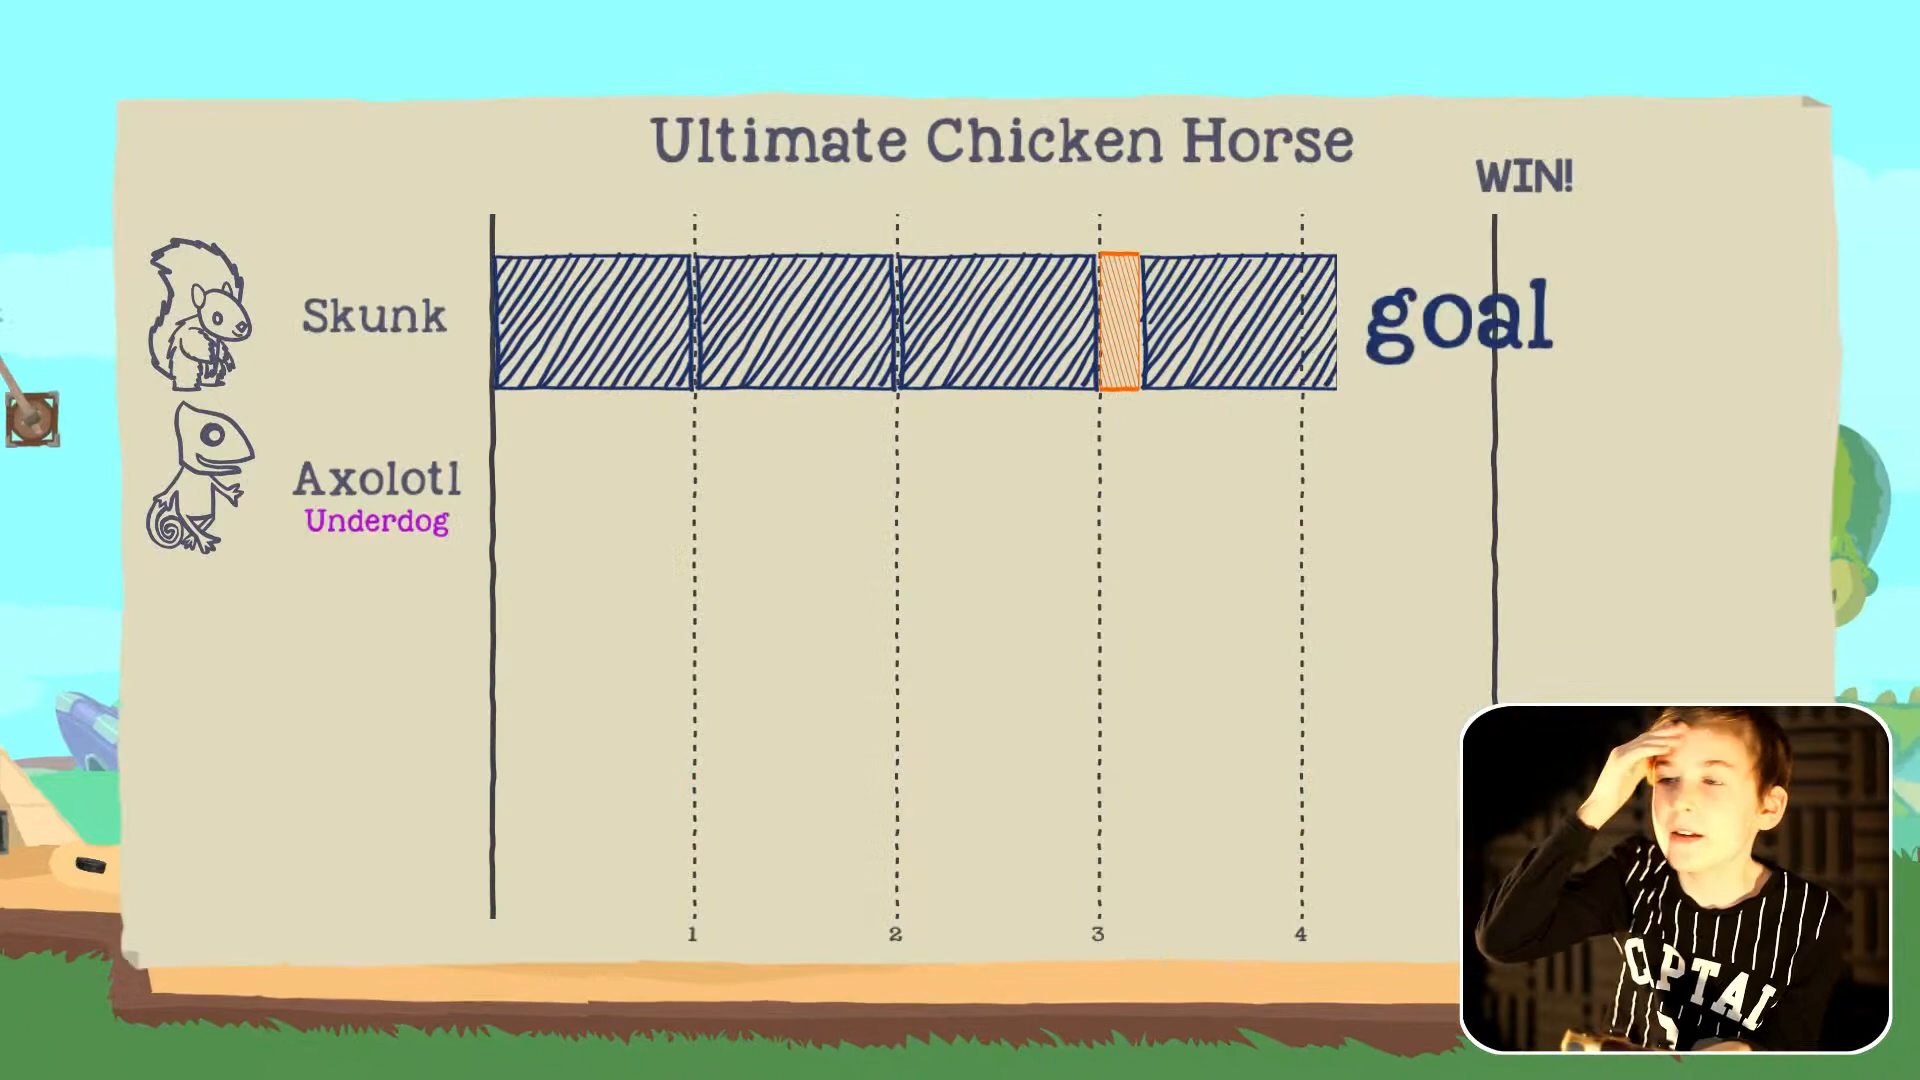 Ultimate Chicken Horse
WIN!
Skunk
goal
Axolotl
Underdog
1 2 3 4